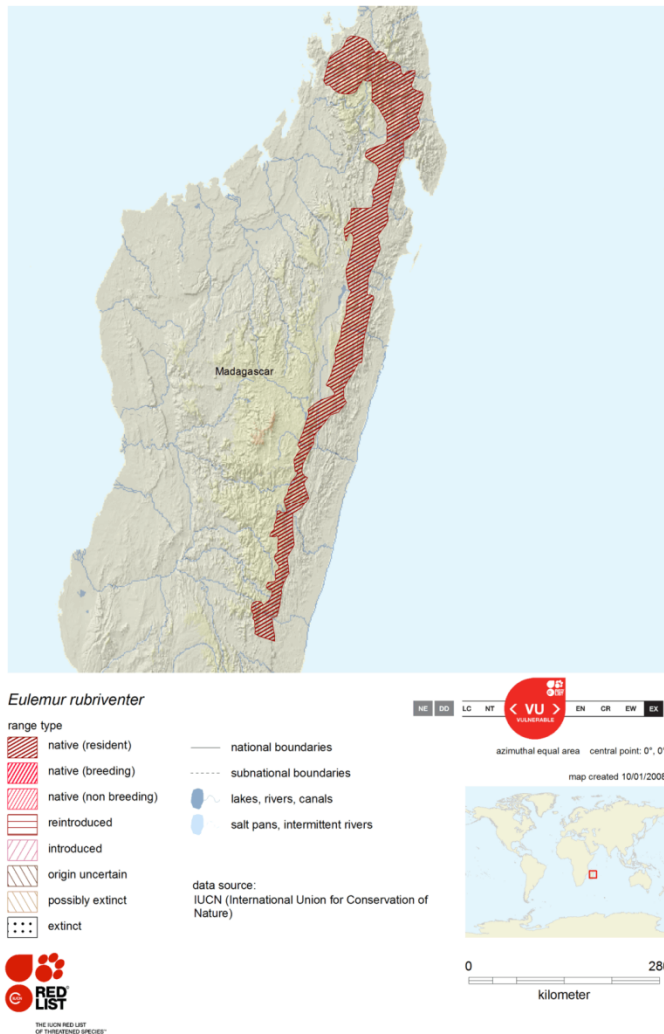 Madagascar
Eulemur rubriventer
range type
native (resident)
native (breeding)
native (non breeding)
reintroduced
introduced
origin uncertain
possibly extinct
extinct
national boundaries
subnational boundaries
lakes, rivers, canals
salt pans, intermittent rivers
data source:
IUCN (International Union for Conservation of
Nature)
NE DD LC NT < VU > EN CR EW EX
VULNERABLE
azimuthal equal area central point: 0°, 0°
map created 10/01/2008
0 280
kilometer
IUCN
RED
LIST
THE IUCN RED LIST
OF THREATENED SPECIES™